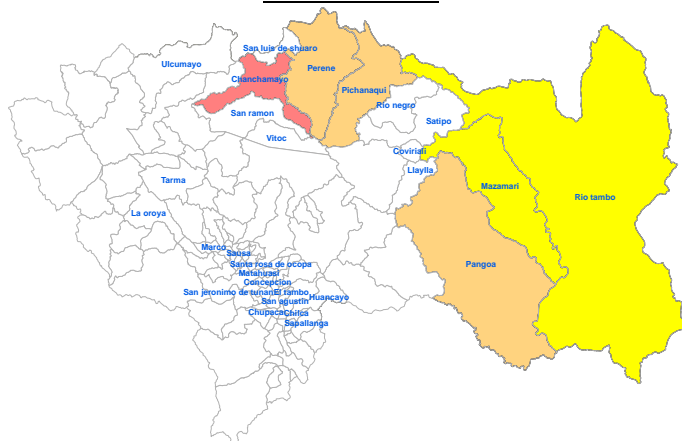 San luis de shuaro
Ulcumayo
Perene
Chanchamayo
Pichanaqui
Rio negro
San ramon
Satipo
Vitoc
Coviriali
Llaylla
Tarma
Mazamari
Rio tambo
La oroya
Marco
Sausa
Santa rosa de ocopa
Pangoa
Matahuasi
Concepcion
San jeronimo de tunan
El tambo
Huancayo
San agustin
Chupaca
Chilca
Sapallanga